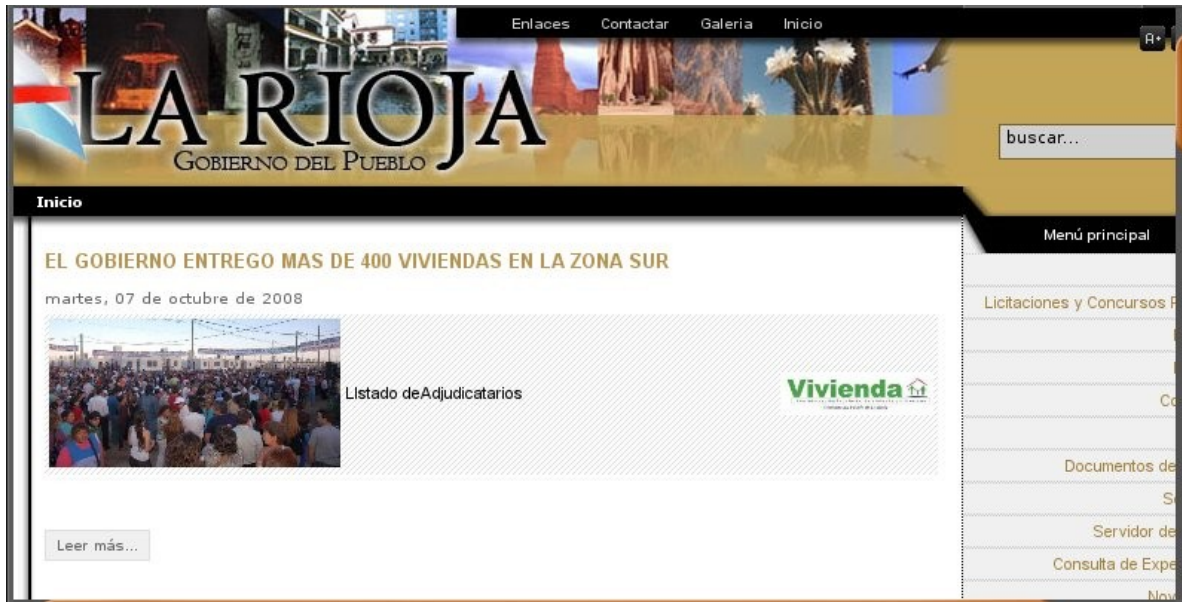 Enlaces Contactar Galeria Inicio
A+
LA RIOJA
GOBIERNO DEL PUEBLO
buscar...
Inicio
Menú principal
EL GOBIERNO ENTREGO MAS DE 400 VIVIENDAS EN LA ZONA SUR
martes, 07 de octubre de 2008
Licitaciones y Concursos
LIstado deAdjudicatarios
Vivienda
Documentos de
Servidor de
Consulta de Expe
Leer más...